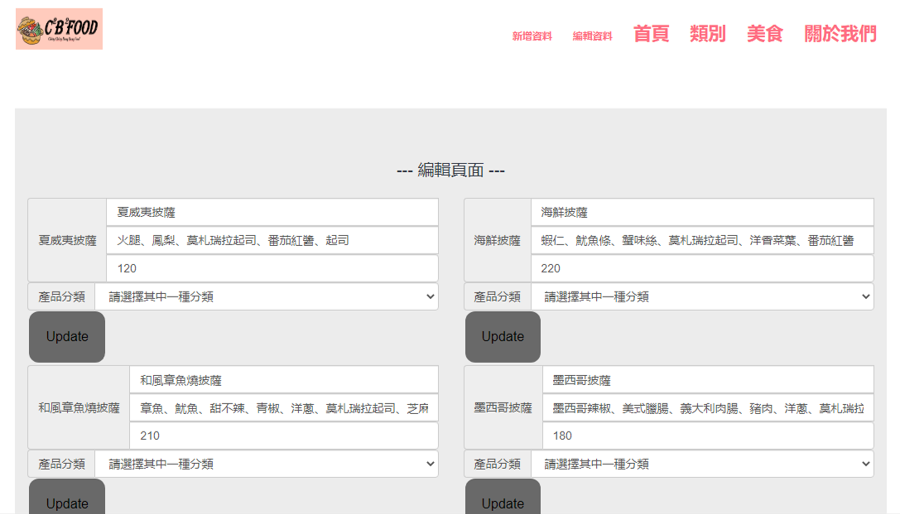 C B FOOD
新增資料 編輯資料 首頁 類別 美食 關於我們
--- 編輯頁面 ---
夏威夷披薩
夏威夷披薩
火腿、鳳梨、莫札瑞拉起司、番茄紅醬、起司
120
產品分類 請選擇其中一種分類
Update
海鮮披薩
海鮮披薩
蝦仁、魷魚條、蟹味絲、莫札瑞拉起司、洋香菜葉、番茄紅醬
220
產品分類 請選擇其中一種分類
Update
和風章魚燒披薩
和風章魚燒披薩
章魚、魷魚、甜不辣、青椒、洋蔥、莫札瑞拉起司、芝麻
210
產品分類 請選擇其中一種分類
Update
墨西哥披薩
墨西哥披薩
墨西哥辣椒、美式臘腸、義大利肉腸、豬肉、洋蔥、莫札瑞拉
180
產品分類 請選擇其中一種分類
Update